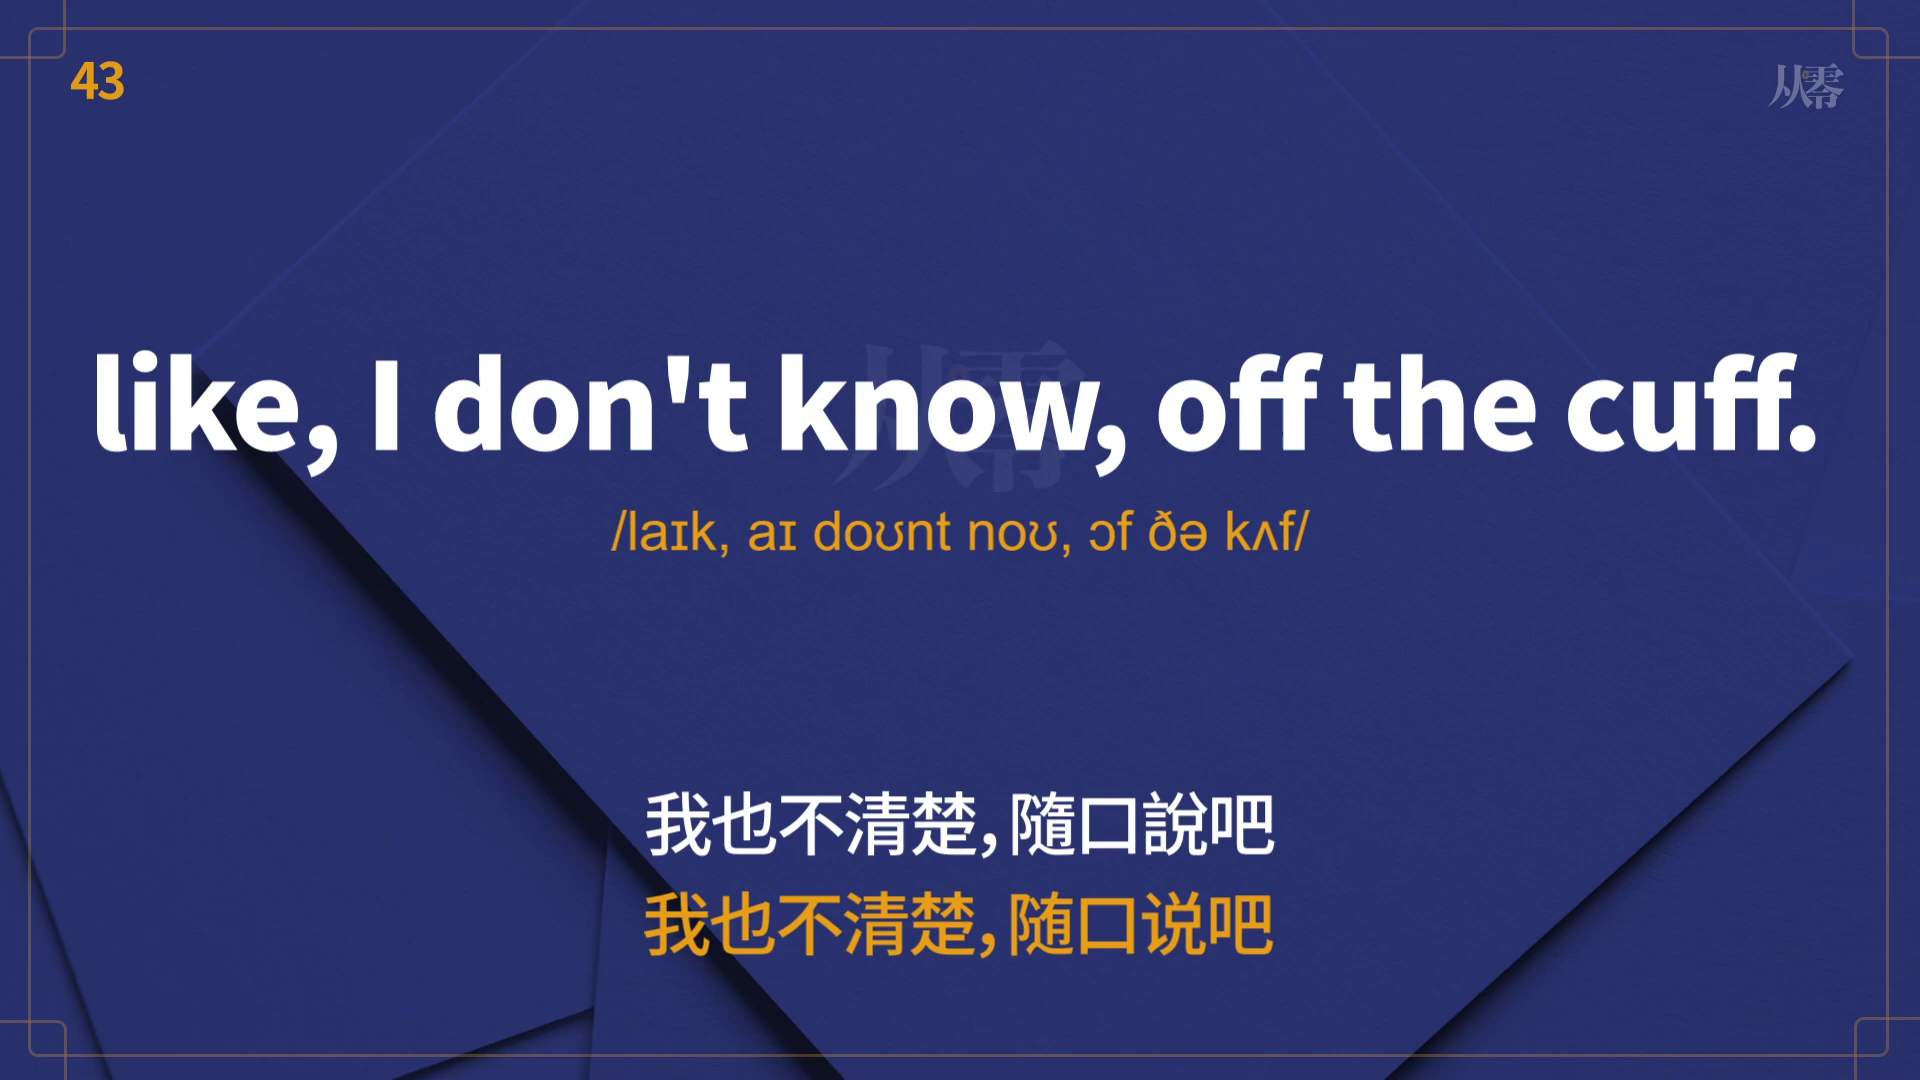 43
从零
like, I don't know, off the cuff.
/laɪk, aɪ doʊnt noʊ, ɔf ðə kʌf/
我也不清楚，隨口說吧
我也不清楚，随口说吧